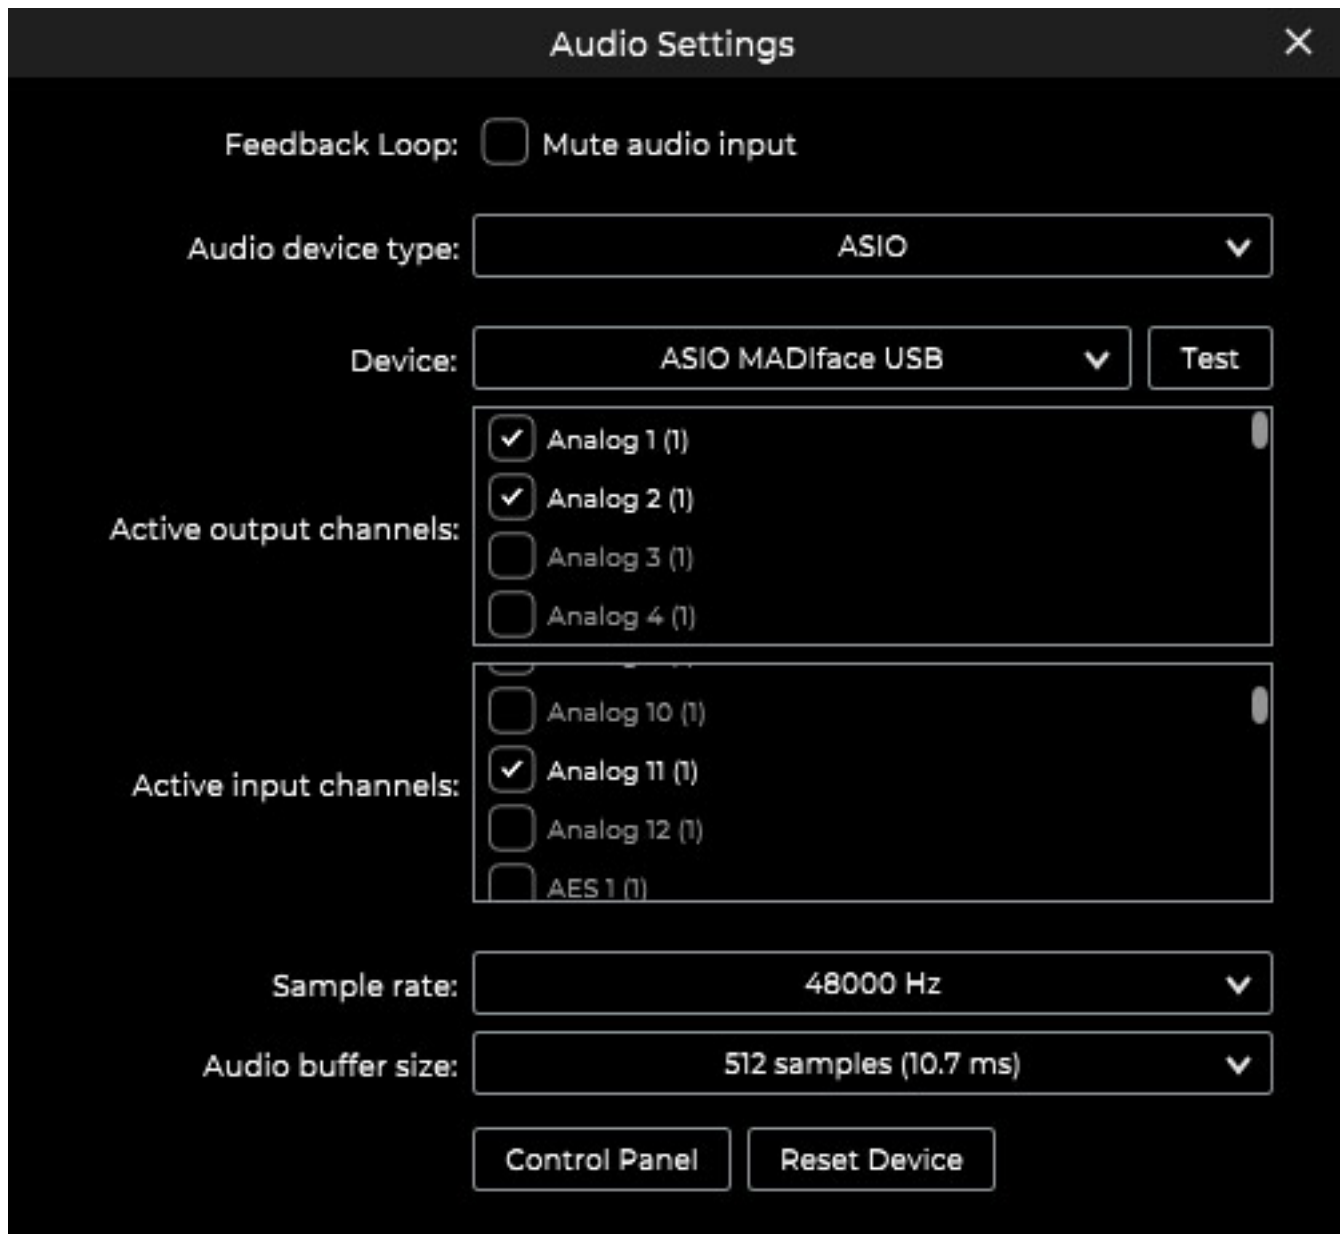 Audio Settings
Feedback Loop: Mute audio input
Audio device type: ASIO
Device: ASIO MADIface USB Test
Active output channels:
Analog 1 (1)
Analog 2 (1)
Analog 3 (1)
Analog 4 (1)
Active input channels:
Analog 10 (1)
Analog 11 (1)
Analog 12 (1)
AES 1 (1)
Sample rate: 48000 Hz
Audio buffer size: 512 samples (10.7 ms)
Control Panel Reset Device